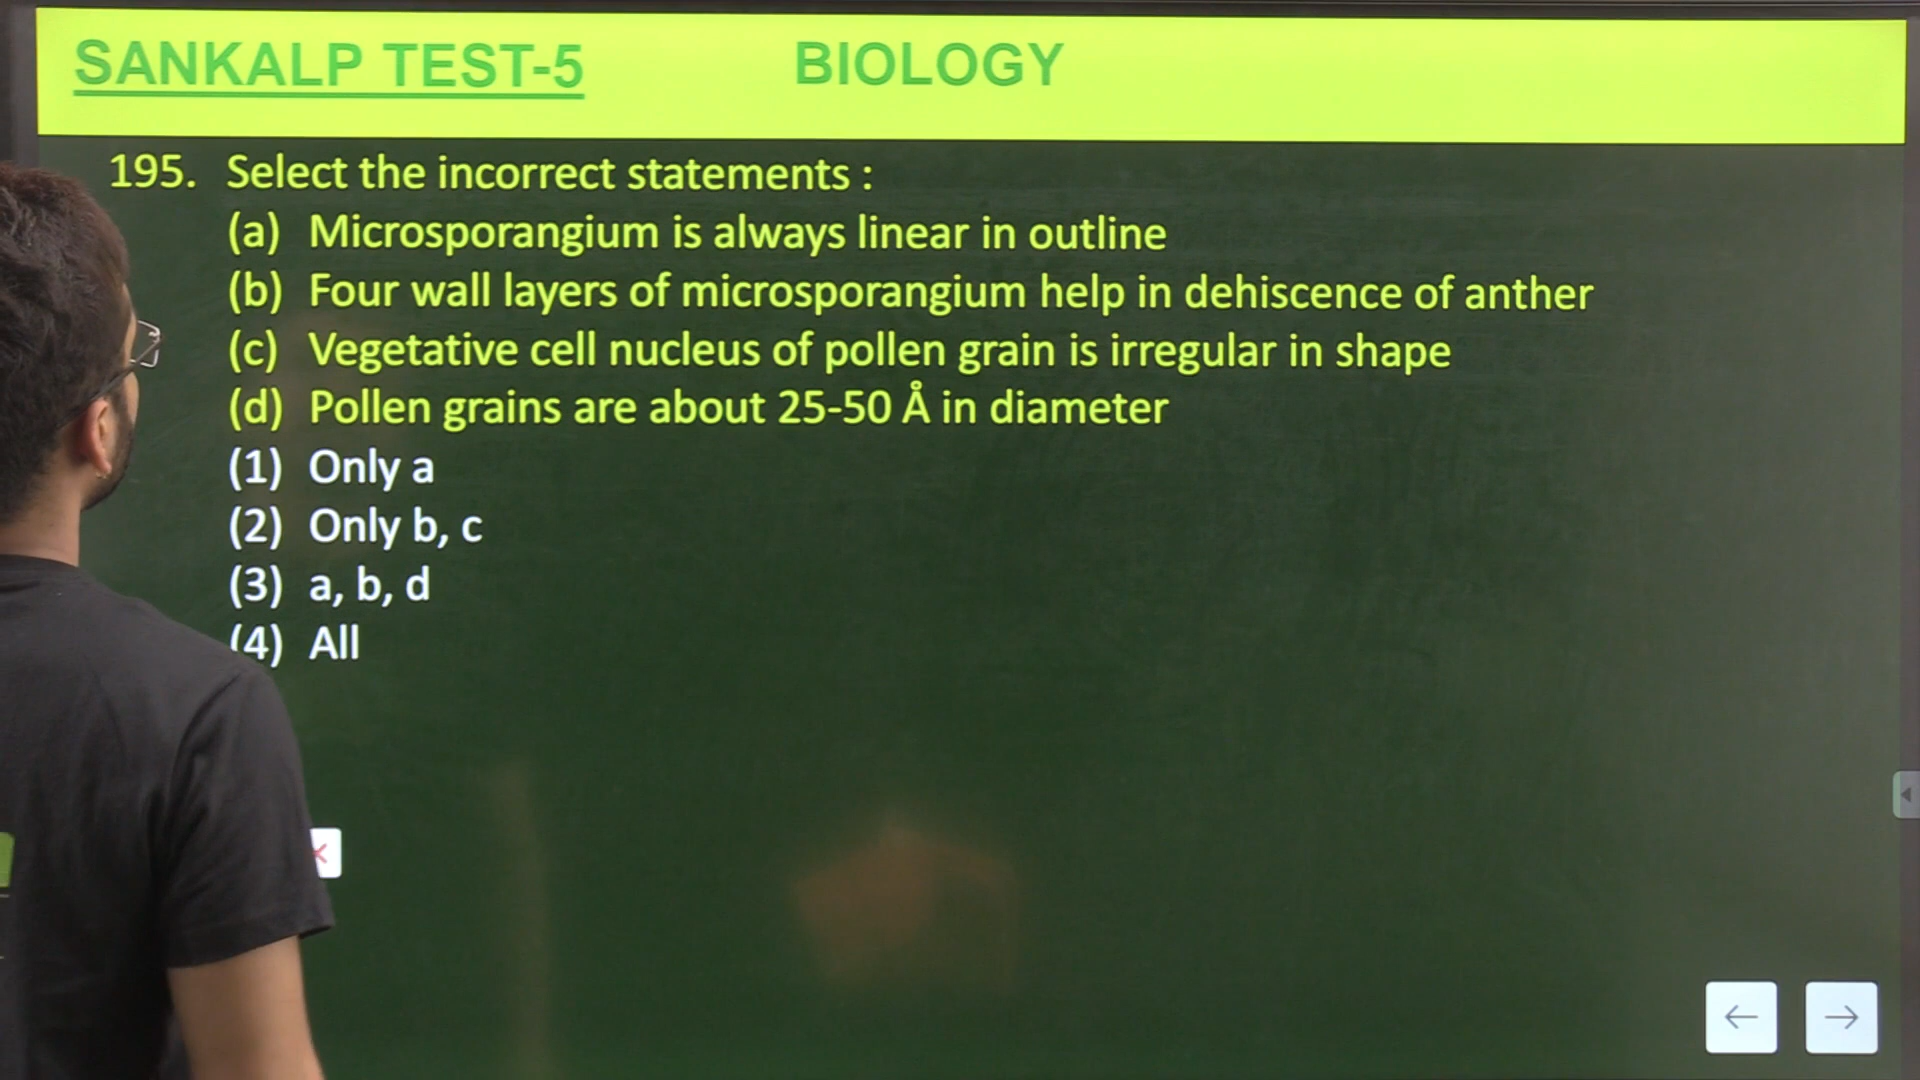 SANKALP TEST-5 BIOLOGY
195. Select the incorrect statements :
(a) Microsporangium is always linear in outline
(b) Four wall layers of microsporangium help in dehiscence of anther
(c) Vegetative cell nucleus of pollen grain is irregular in shape
(d) Pollen grains are about 25-50 Å in diameter
(1) Only a
(2) Only b, c
(3) a, b, d
(4) All